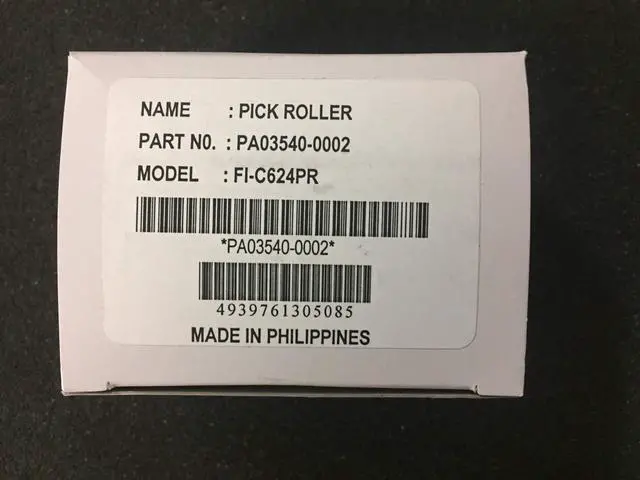 NAME : PICK ROLLER
PART N0. : PA03540-0002
MODEL : FI-C624PR
*PA03540-0002*
4939761305085
MADE IN PHILIPPINES